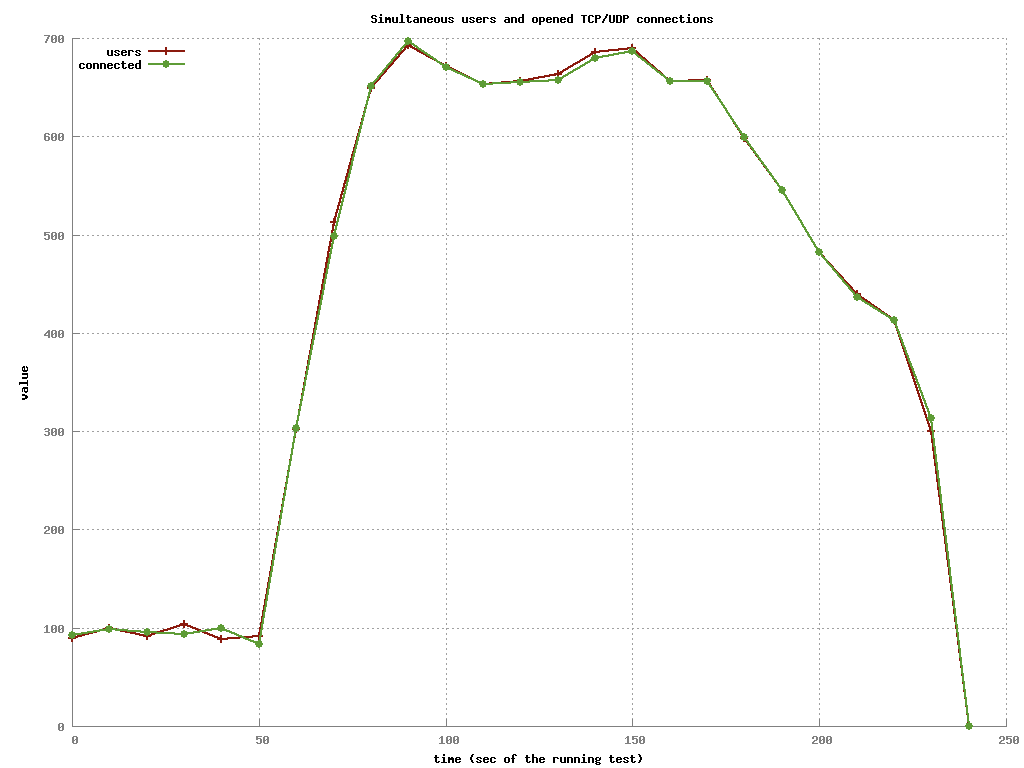 Simultaneous users and opened TCP/UDP connections
700
users
connected
600
500
400
value
300
200
100
0
0 50 100 150 200 250
time (sec of the running test)